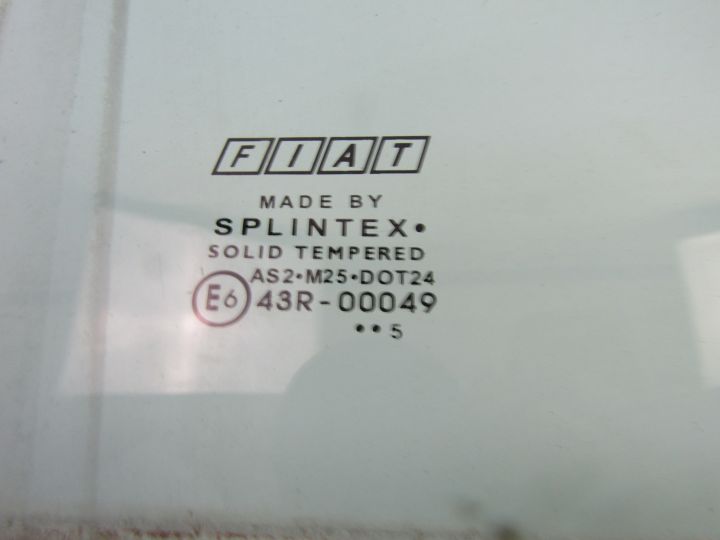 FIAT
MADE BY
SPLINTEX•
SOLID TEMPERED
AS2•M25•DOT24
E6 43R-00049
••5